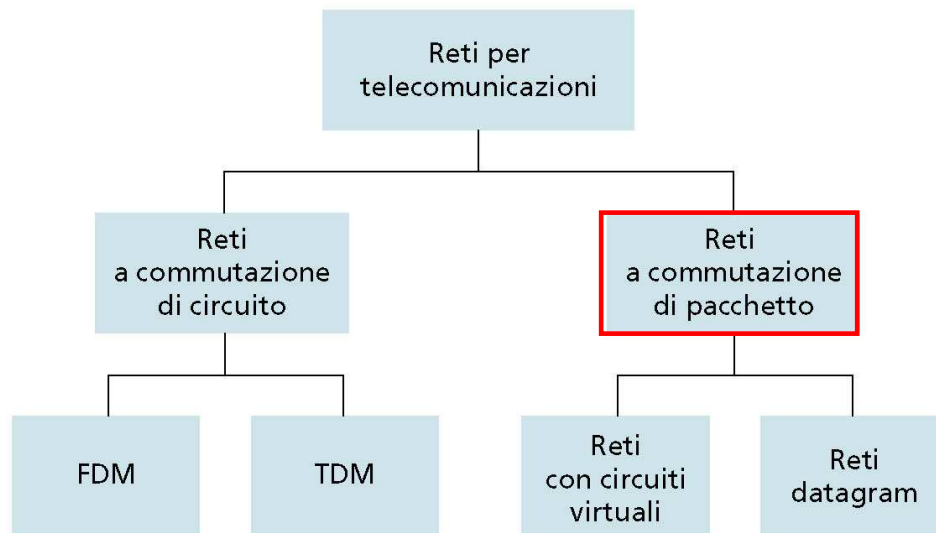 Reti per
telecomunicazioni
Reti
a commutazione
di circuito
Reti
a commutazione
di pacchetto
FDM
TDM
Reti
con circuiti
virtuali
Reti
datagram